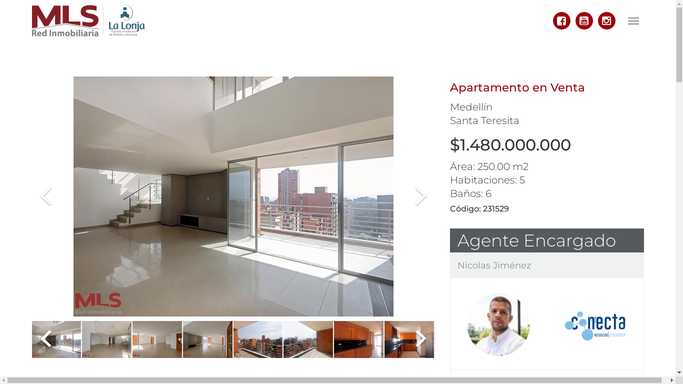 MLS
Red Inmobiliaria
La Lonja
Apartamento en Venta
Medellín
Santa Teresita
$1.480.000.000
Área: 250.00 m2
Habitaciones: 5
Baños: 6
Código: 231529
MLS
Agente Encargado
Nicolas Jiménez
conecta